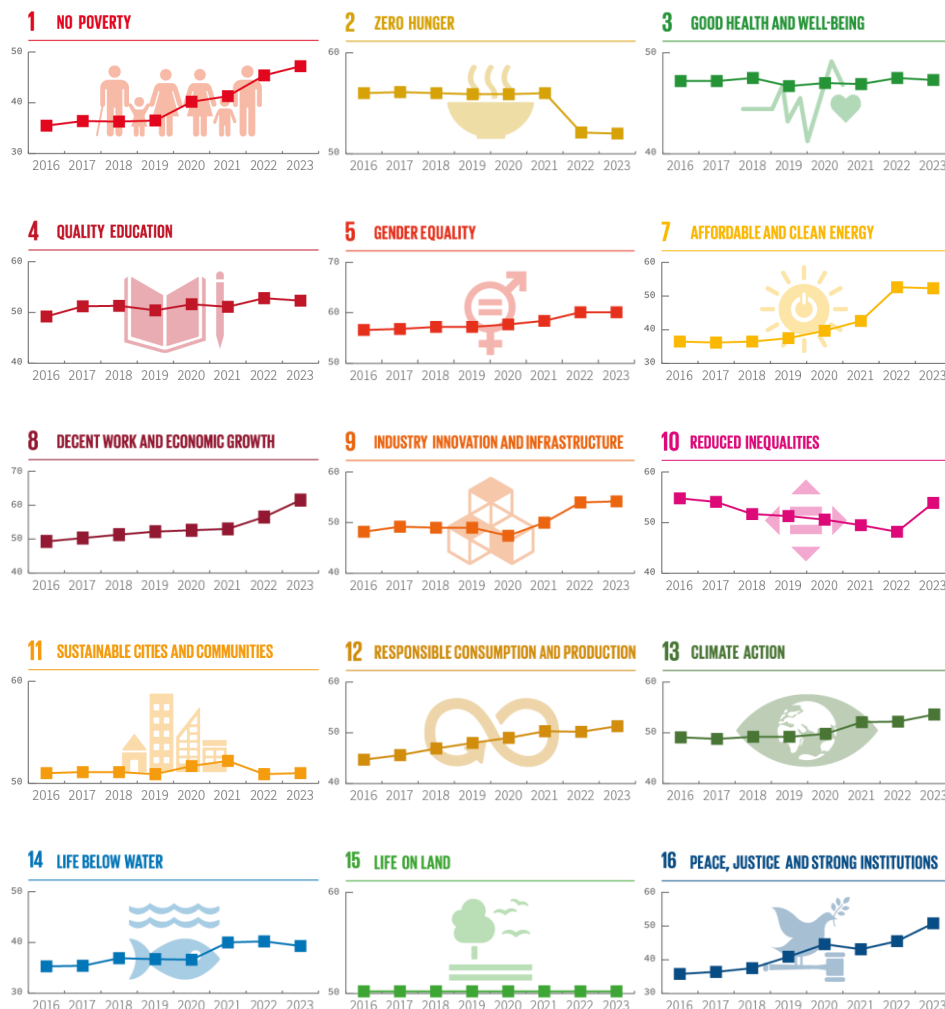 1 NO POVERTY
50
40
30
2016 2017 2018 2019 2020 2021 2022 2023
2 ZERO HUNGER
60
50
2016 2017 2018 2019 2020 2021 2022 2023
3 GOOD HEALTH AND WELL-BEING
50
40
2016 2017 2018 2019 2020 2021 2022 2023
4 QUALITY EDUCATION
60
50
40
2016 2017 2018 2019 2020 2021 2022 2023
5 GENDER EQUALITY
70
60
50
2016 2017 2018 2019 2020 2021 2022 2023
7 AFFORDABLE AND CLEAN ENERGY
60
50
40
30
2016 2017 2018 2019 2020 2021 2022 2023
8 DECENT WORK AND ECONOMIC GROWTH
70
60
50
40
2016 2017 2018 2019 2020 2021 2022 2023
9 INDUSTRY INNOVATION AND INFRASTRUCTURE
60
50
40
2016 2017 2018 2019 2020 2021 2022 2023
10 REDUCED INEQUALITIES
60
50
40
2016 2017 2018 2019 2020 2021 2022 2023
11 SUSTAINABLE CITIES AND COMMUNITIES
60
50
2016 2017 2018 2019 2020 2021 2022 2023
12 RESPONSIBLE CONSUMPTION AND PRODUCTION
60
50
40
2016 2017 2018 2019 2020 2021 2022 2023
13 CLIMATE ACTION
60
50
40
2016 2017 2018 2019 2020 2021 2022 2023
14 LIFE BELOW WATER
50
40
30
2016 2017 2018 2019 2020 2021 2022 2023
15 LIFE ON LAND
60
50
2016 2017 2018 2019 2020 2021 2022 2023
16 PEACE, JUSTICE AND STRONG INSTITUTIONS
60
50
40
30
2016 2017 2018 2019 2020 2021 2022 2023